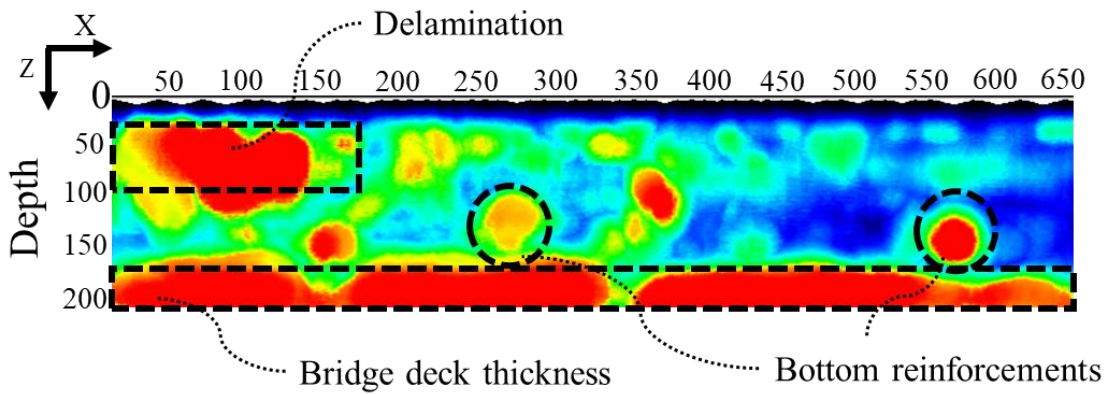 Delamination
X
Z
50 100 150 200 250 300 350 400 450 500 550 600 650
0
50
100
150
200
Depth
Bridge deck thickness
Bottom reinforcements